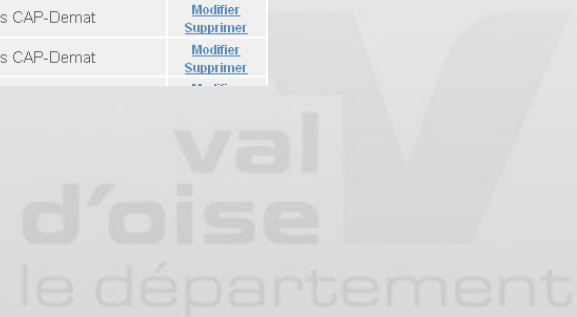 s CAP-Demat Modifier
Supprimer
s CAP-Demat Modifier
Supprimer
val
d'oise
le département